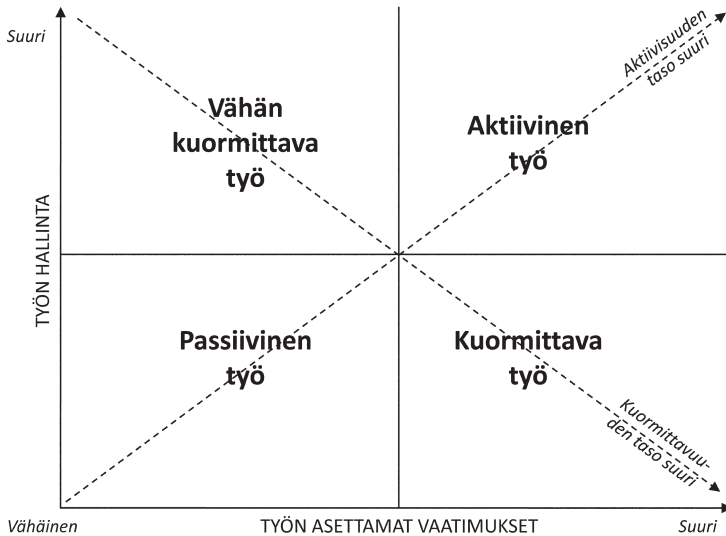 Suuri
Aktiivisuuden
taso suuri
Vähän
kuormittava
työ
Aktiivinen
työ
TYÖN HALLINTA
Passiivinen
työ
Kuormittava
työ
Kuormittavuu-
den taso suuri
Vähäinen
TYÖN ASETTAMAT VAATIMUKSET
Suuri